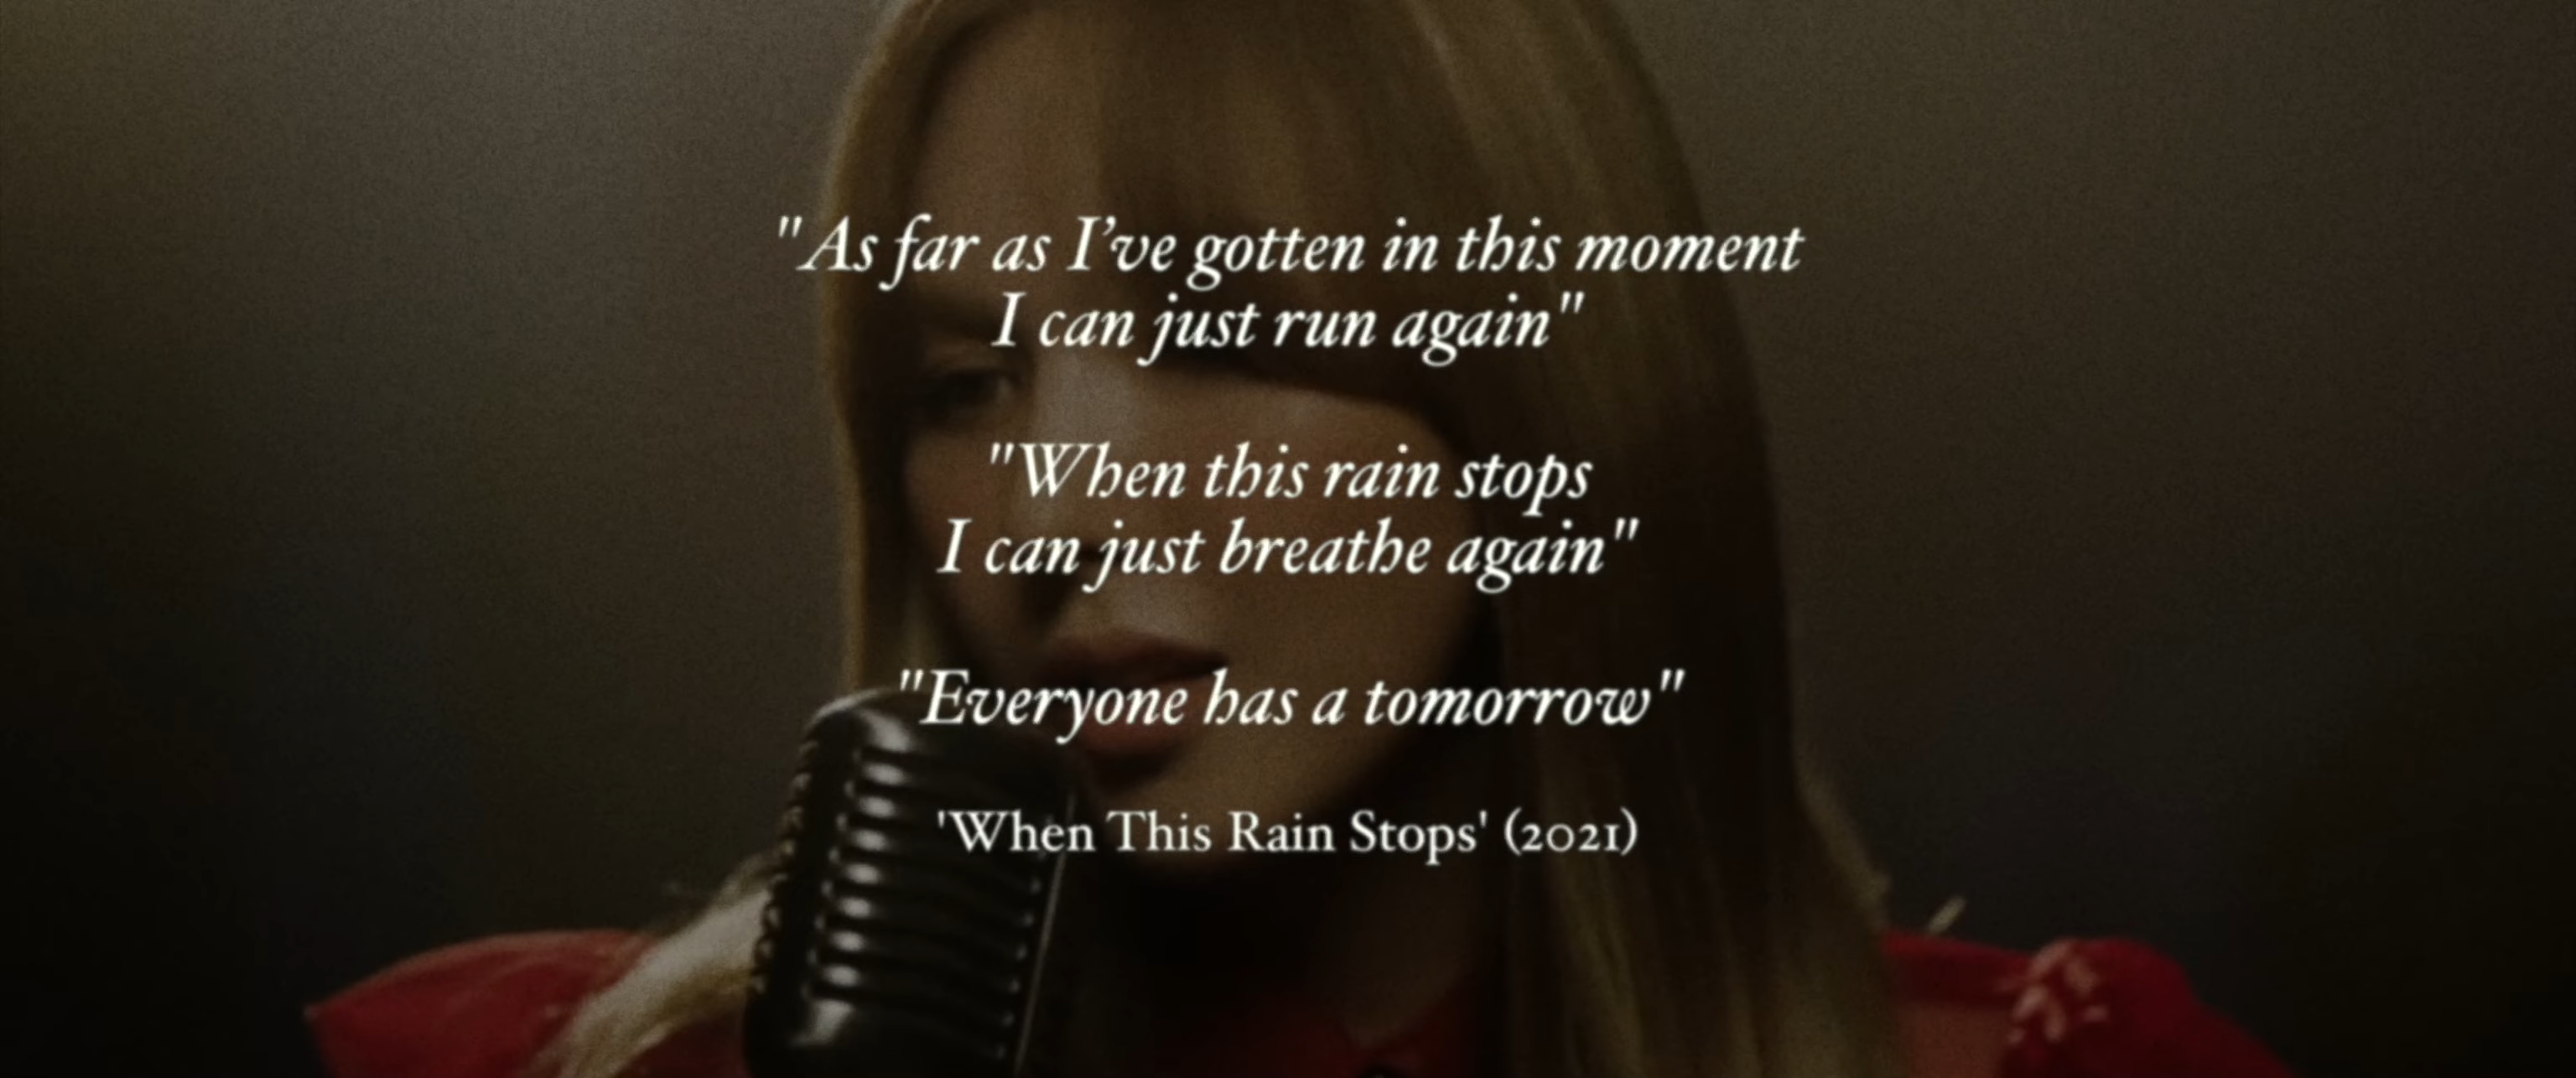 "As far as I’ve gotten in this moment
I can just run again"
"When this rain stops
I can just breathe again"
"Everyone has a tomorrow"
'When This Rain Stops' (2021)